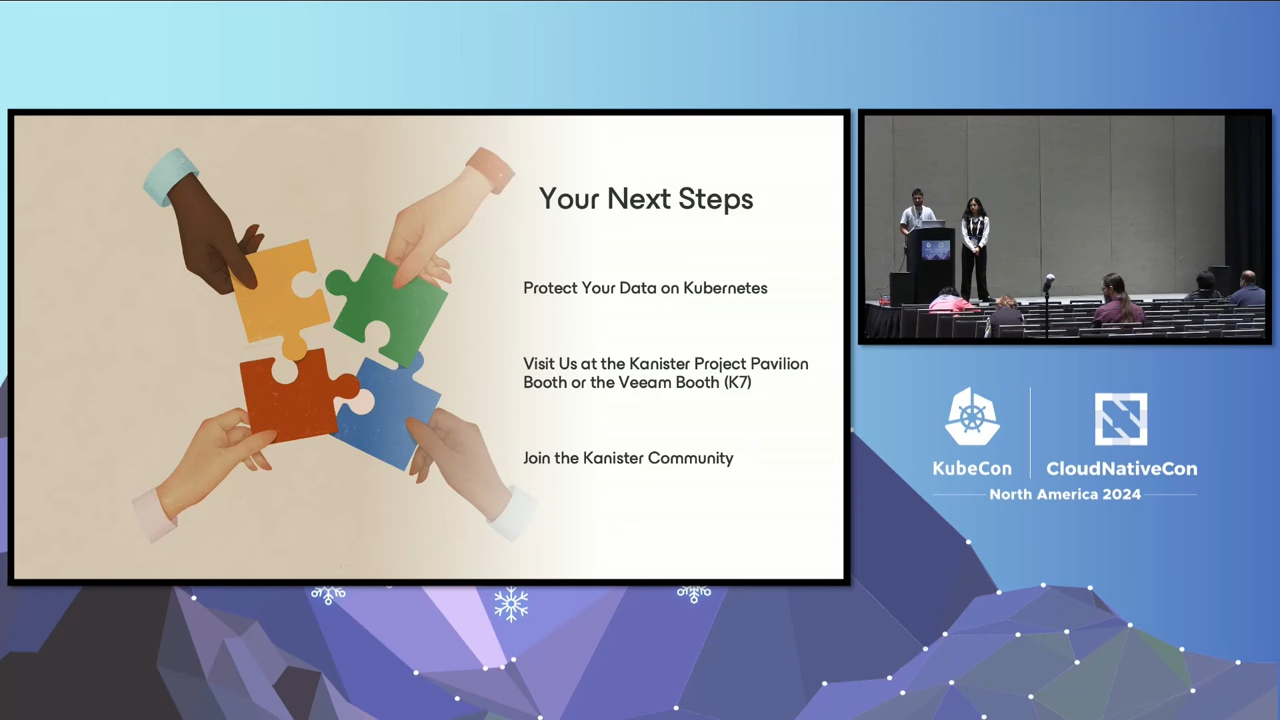 Your Next Steps
Protect Your Data on Kubernetes
Visit Us at the Kanister Project Pavilion
Booth or the Veeam Booth (K7)
Join the Kanister Community
KubeCon
CloudNativeCon
North America 2024